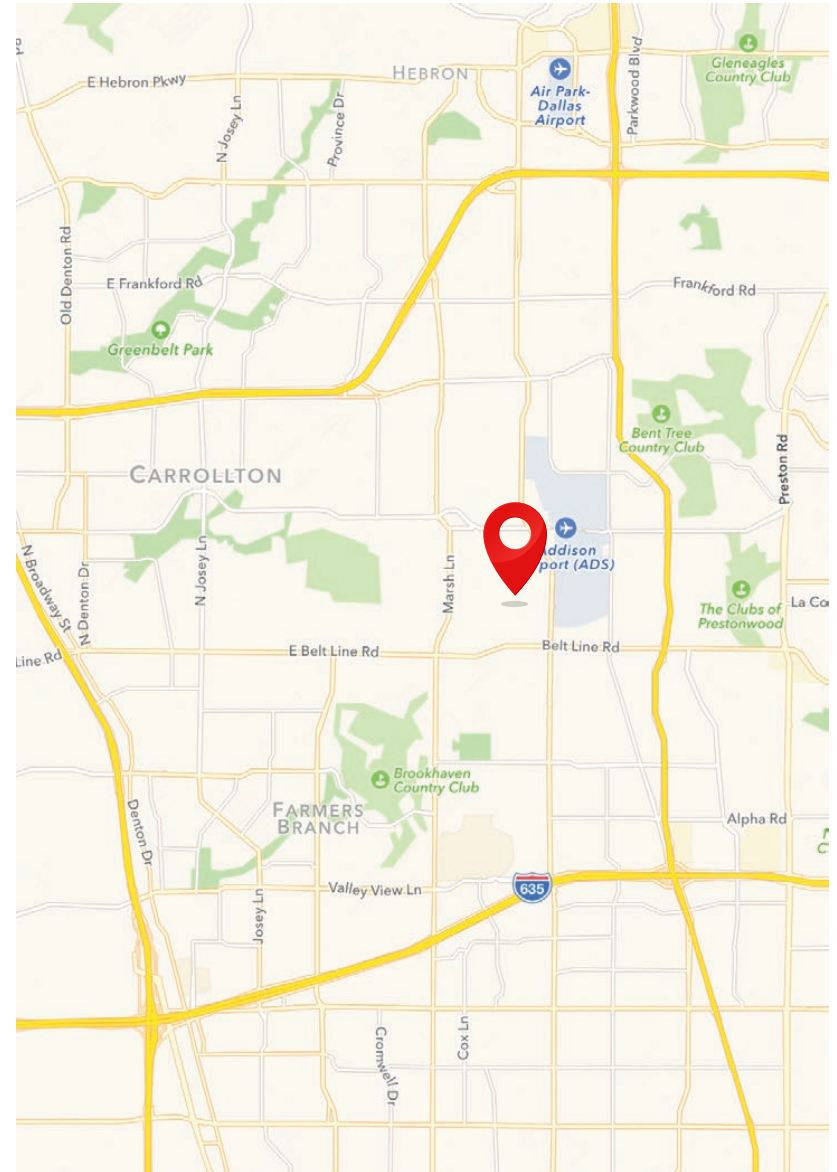 Gleneagles
Country Club
HEBRON
E Hebron Pkwy
Air Park-
Dallas
Airport
Parkwood Blvd
N Josey Ln
Province Dr
Old Denton Rd
E Frankford Rd
Frankford Rd
Greenbelt Park
Bent Tree
Country Club
Preston Rd
CARROLLTON
Addison
port (ADS)
N Broadway St
N Denton Dr
N Josey Ln
Marsh Ln
The Clubs of
Prestonwood
La Co
Line Rd
E Belt Line Rd
Belt Line Rd
Brookhaven
Country Club
FARMERS
BRANCH
Denton Dr
Alpha Rd
Valley View Ln
635
Josey Ln
Cox Ln
Cromwell Dr